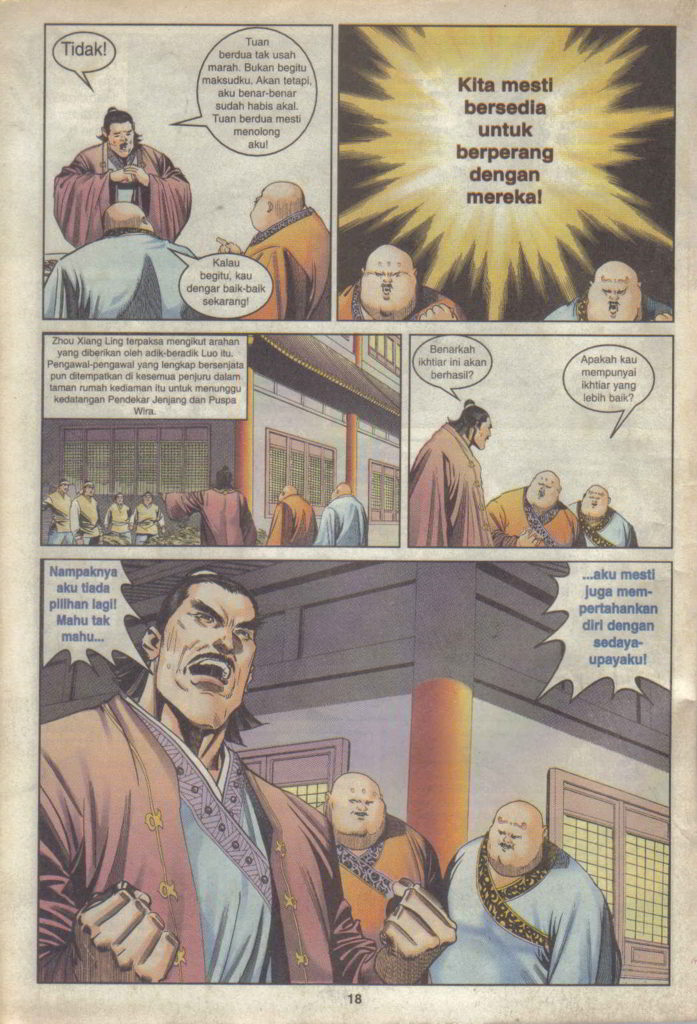 Tidak!
Tuan
berdua tak usah
marah. Bukan begitu
maksudku. Akan tetapi,
aku benar-benar
sudah habis akal.
Tuan berdua mesti
menolong
aku!
Kalau
begitu, kau
dengar baik-baik
sekarang!
Kita mesti
bersedia
untuk
berperang
dengan
mereka!
Zhou Xiang Ling terpaksa mengikut arahan
yang diberikan oleh adik-beradik Luo itu.
Pengawal-pengawal yang lengkap bersenjata
pun ditempatkan di kesemua penjuru dalam
taman rumah kediaman itu untuk menunggu
kedatangan Pendekar Jenjang dan Puspa
Wira.
Benarkah
ikhtiar ini akan
berhasil?
Apakah kau
mempunyai
ikhtiar yang
lebih baik?
Nampaknya
aku tiada
pilihan lagi!
Mahu tak
mahu...
...aku mesti
juga mem-
pertahankan
diri dengan
sedaya-
upayaku!
18